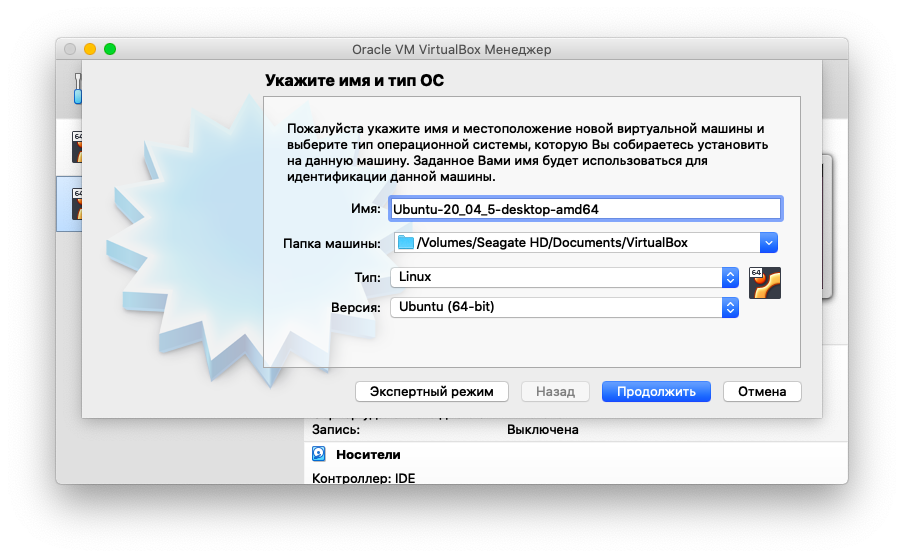 Oracle VM VirtualBox Менеджер
Укажите имя и тип ОС
Пожалуйста укажите имя и местоположение новой виртуальной машины и
выберите тип операционной системы, которую Вы собираетесь установить
на данную машину. Заданное Вами имя будет использоваться для
идентификации данной машины.
Имя: Ubuntu-20_04_5-desktop-amd64
Папка машины: /Volumes/Seagate HD/Documents/VirtualBox
Тип: Linux
64
Версия: Ubuntu (64-bit)
Экспертный режим Назад Продолжить Отмена
Запись: Выключена
Носители
Контроллер: IDE